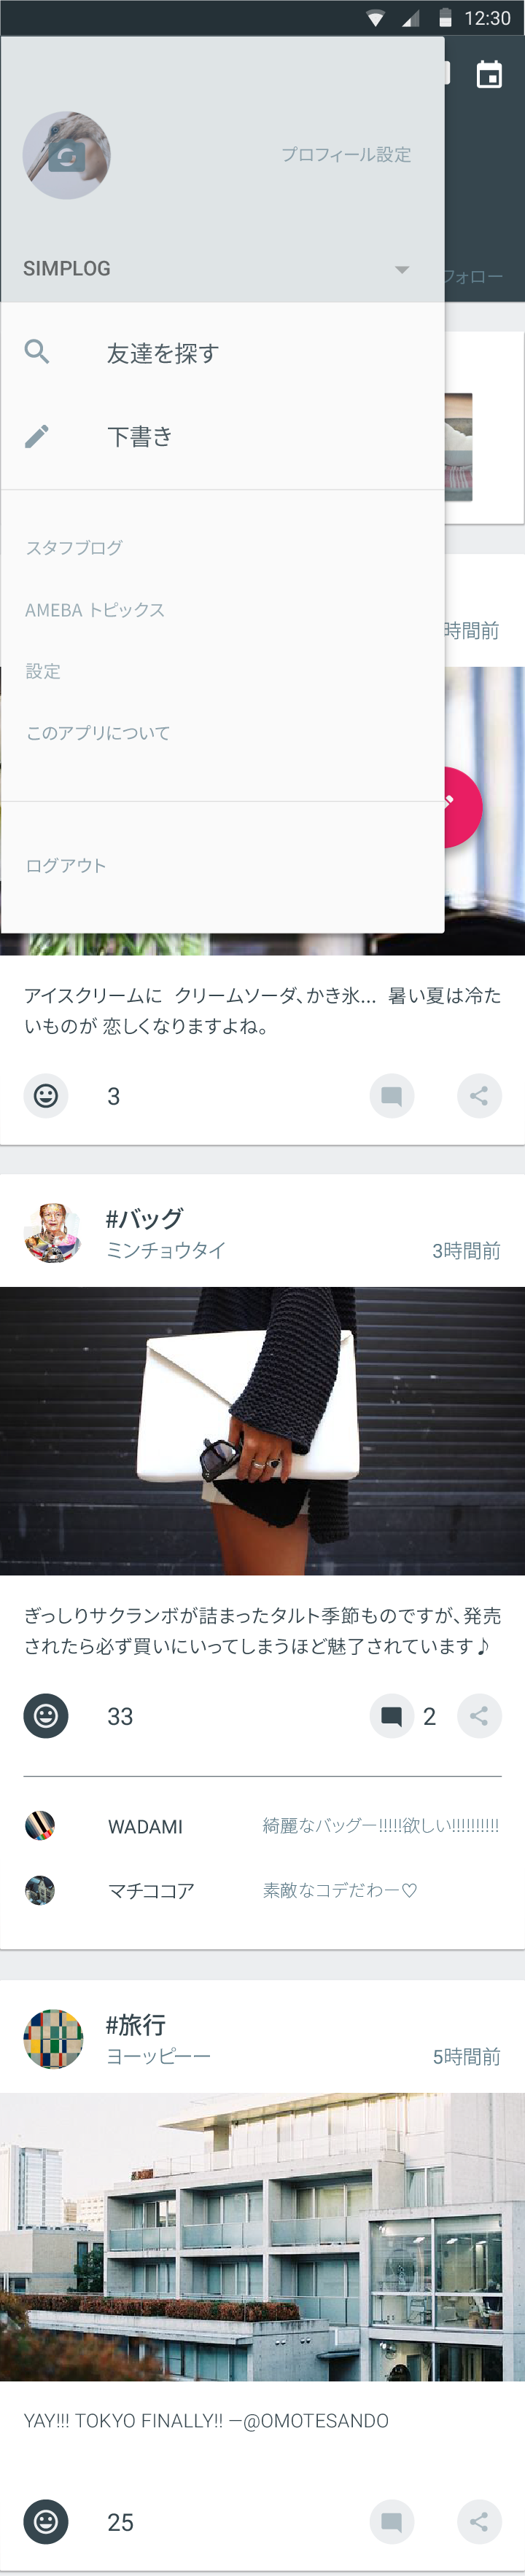 12:30
プロフィール設定
SIMPLOG
フォロー
友達を探す
下書き
スタフブログ
AMEBA トピックス
時間前
設定
このアプリについて
ログアウト
アイスクリームに クリームソーダ、かき氷... 暑い夏は冷た
いものが 恋しくなりますよね。
3
#バッグ
ミンチョウタイ
3時間前
ぎっしりサクランボが詰まったタルト季節ものですが、発売
されたら必ず買いにいってしまうほど魅了されています♪
33
2
WADAMI
綺麗なバッグー!!!!!欲しい!!!!!!!!!!
マチココア
素敵なコデだわー♡
#旅行
ヨーッピーー
5時間前
YAY!!! TOKYO FINALLY!! —@OMOTESANDO
25